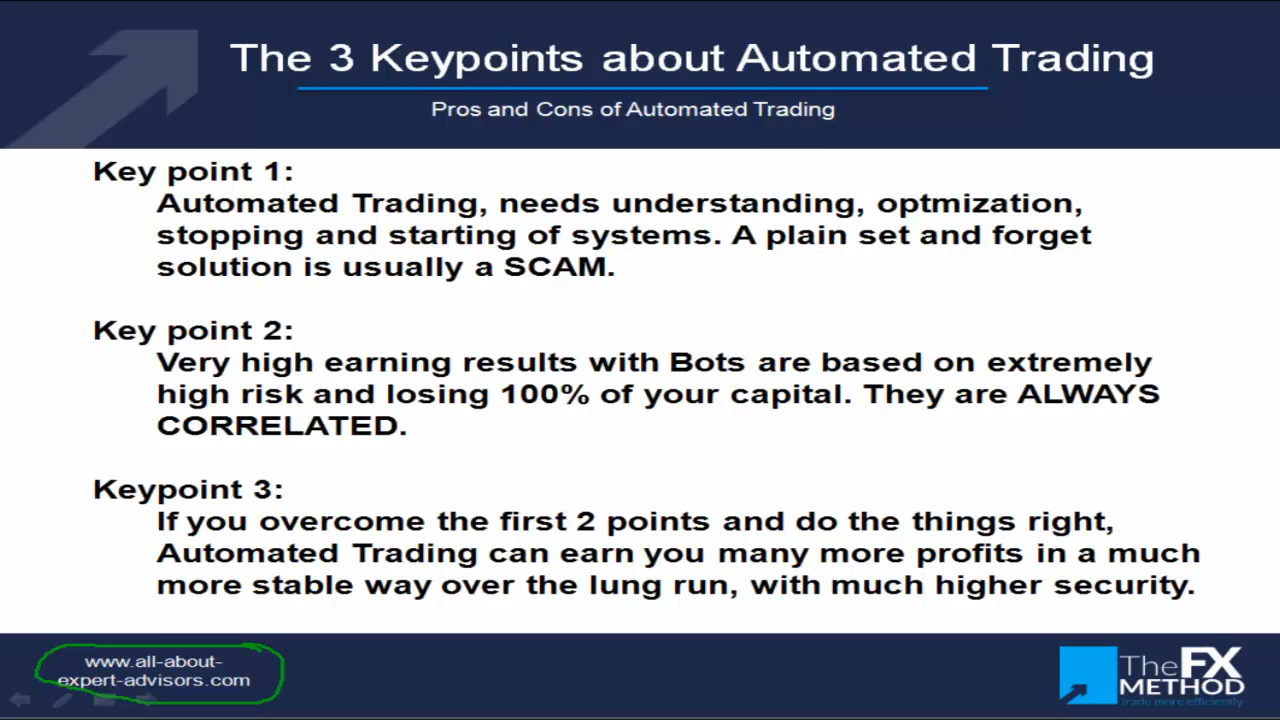 The 3 Keypoints about Automated Trading
Pros and Cons of Automated Trading
Key point 1:
Automated Trading, needs understanding, optmization,
stopping and starting of systems. A plain set and forget
solution is usually a SCAM.
Key point 2:
Very high earning results with Bots are based on extremely
high risk and losing 100% of your capital. They are ALWAYS
CORRELATED.
Keypoint 3:
If you overcome the first 2 points and do the things right,
Automated Trading can earn you many more profits in a much
more stable way over the lung run, with much higher security.
www.all-about-
expert-advisors.com
The FX
METHOD
trade more efficiently